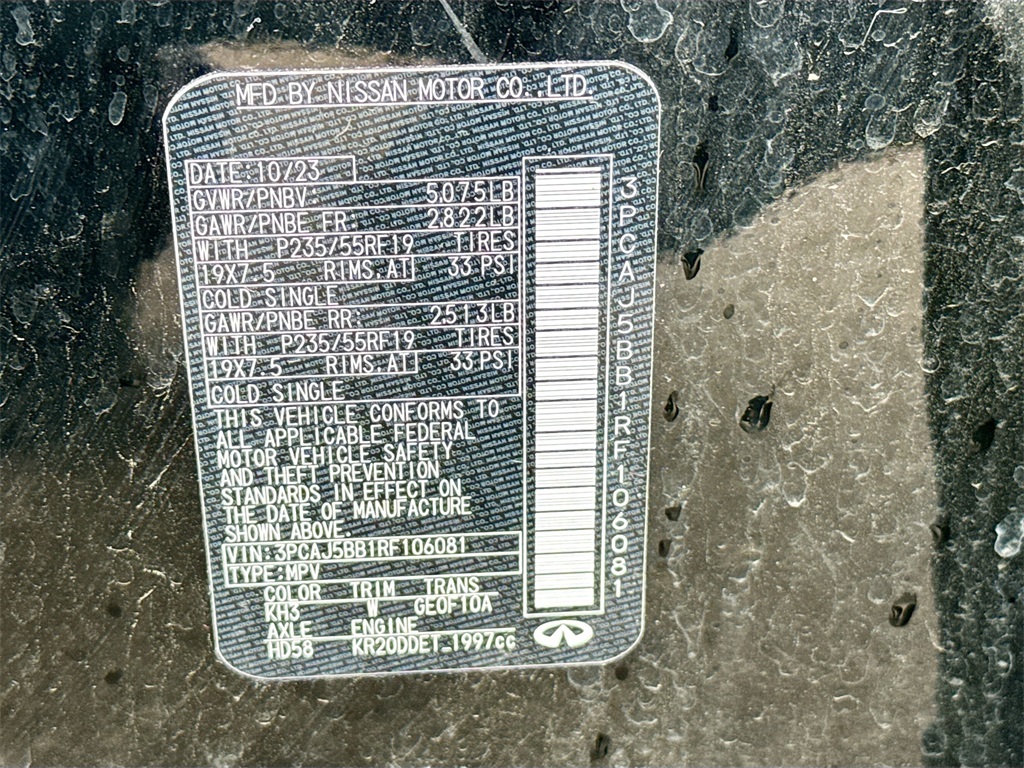 MFD BY NISSAN MOTOR CO.,LTD.
DATE:10/23
GVWR/PNBV 5075LB
GAWR/PNBE FR: 2822LB
WITH P235/55RF19 TIRES
19X7.5 RIMS,AT 33 PSI
COLD SINGLE
GAWR/PNBE RR: 2513LB
WITH P235/55RF19 TIRES
19X7.5 RIMS,AT 33 PSI
COLD SINGLE
THIS VEHICLE CONFORMS TO
ALL APPLICABLE FEDERAL
MOTOR VEHICLE SAFETY
AND THEFT PREVENTION
STANDARDS IN EFFECT ON
THE DATE OF MANUFACTURE
SHOWN ABOVE.
VIN: 3PCAJ5BB1RF106081
TYPE:MPV
COLOR TRIM TRANS
KH3 W GE0F10A
AXLE ENGINE
HD58 KR20DDET 1997cc
3PCAJ5BB1RF106081